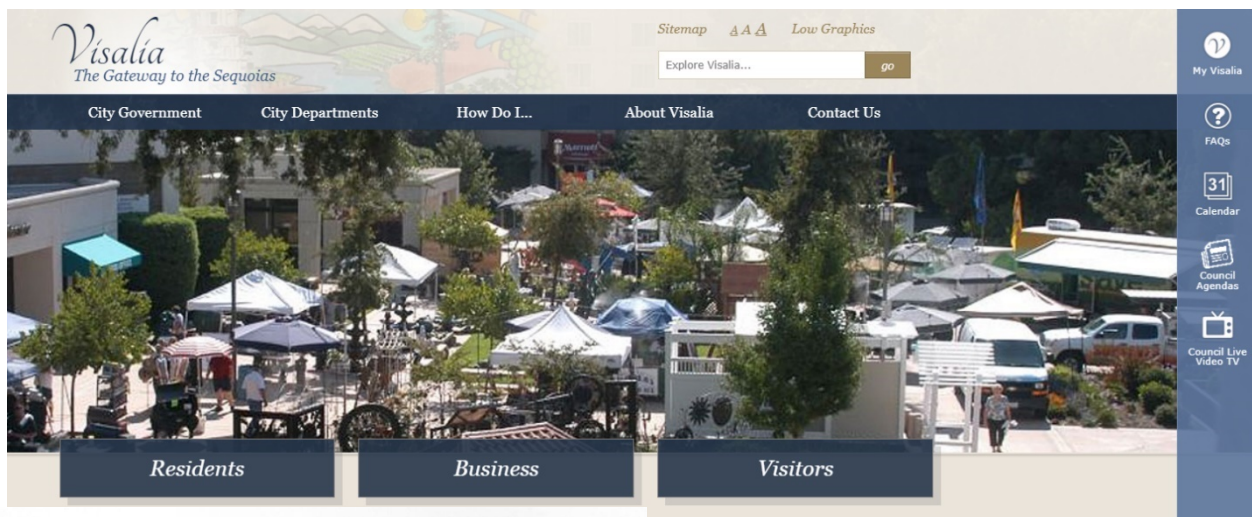 Visalia
The Gateway to the Sequoias
Sitemap A A A Low Graphics
Explore Visalia... go
City Government City Departments How Do I... About Visalia Contact Us
Marriott
Residents Business Visitors
My Visalia
?
FAQs
31
Calendar
Council
Agendas
Council Live
Video TV